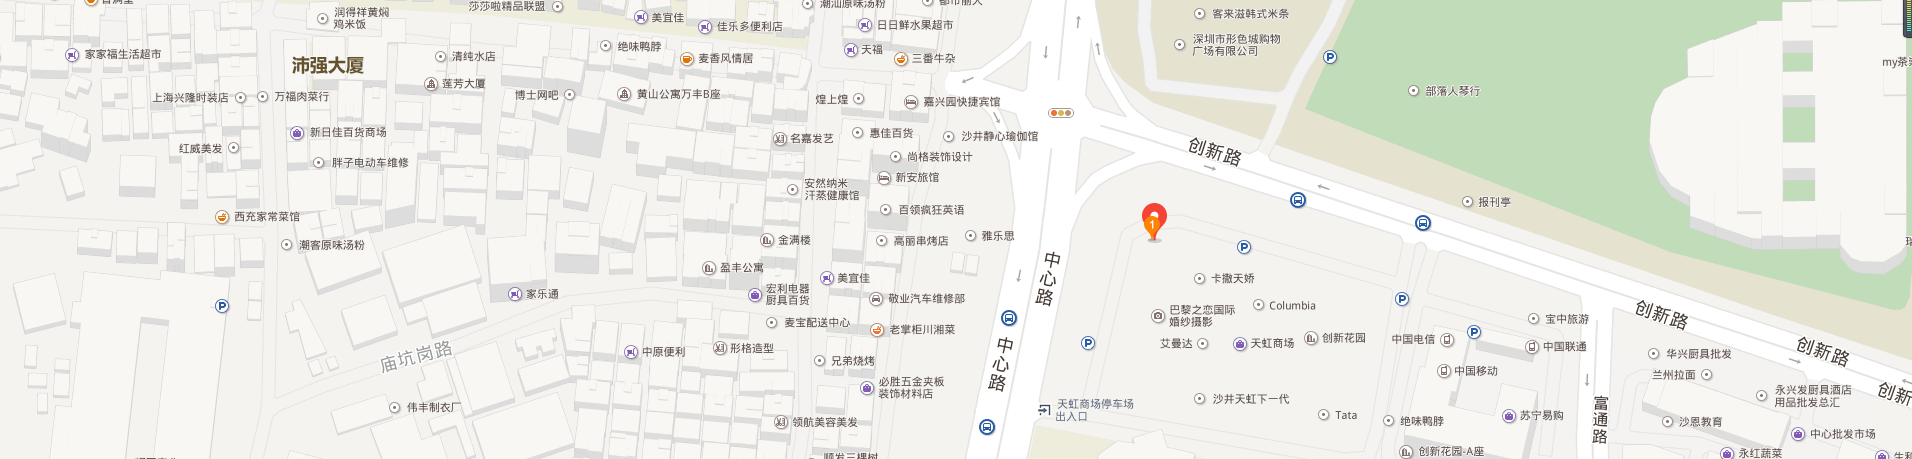 润得祥黄焖
鸡米饭
莎莎啦精品联盟
美宜佳
佳乐多便利店
潮汕原味汤粉
日日鲜水果超市
天福
三番牛杂
客来滋韩式米条
深圳市形色城购物
广场有限公司
家家福生活超市
沛强大厦
清纯水店
绝味鸭脖
麦香风情居
莲芳大厦
my茶
上海兴隆时装店
万福肉菜行
博士网吧
黄山公寓万丰B座
煌上煌
嘉兴园快捷宾馆
部落人琴行
新日佳百货商场
名嘉发艺
惠佳百货
沙井静心瑜伽馆
红威美发
胖子电动车维修
尚格装饰设计
创新路
安然纳米
汗蒸健康馆
新安旅馆
西充家常菜馆
百领疯狂英语
报刊亭
1
潮客原味汤粉
金满楼
高丽串烤店
雅乐思
盈丰公寓
美宜佳
中心路
卡撒天娇
家乐通
宏利电器
厨具百货
敬业汽车维修部
巴黎之恋国际
婚纱摄影
Columbia
麦宝配送中心
老掌柜川湘菜
创新路
宝中旅游
庙坑岗路
中原便利
形格造型
兄弟烧烤
中心路
艾曼达
天虹商场
创新花园
中国电信
中国联通
创新路
华兴厨具批发
中国移动
兰州拉面
必胜五金夹板
装饰材料店
永兴发厨具酒店
用品批发总汇
创新
伟丰制衣厂
天虹商场停车场
出入口
沙井天虹下一代
Tata
绝味鸭脖
苏宁易购
富通路
领航美容美发
沙恩教育
中心批发市场
创新花园-A座
永红蔬菜